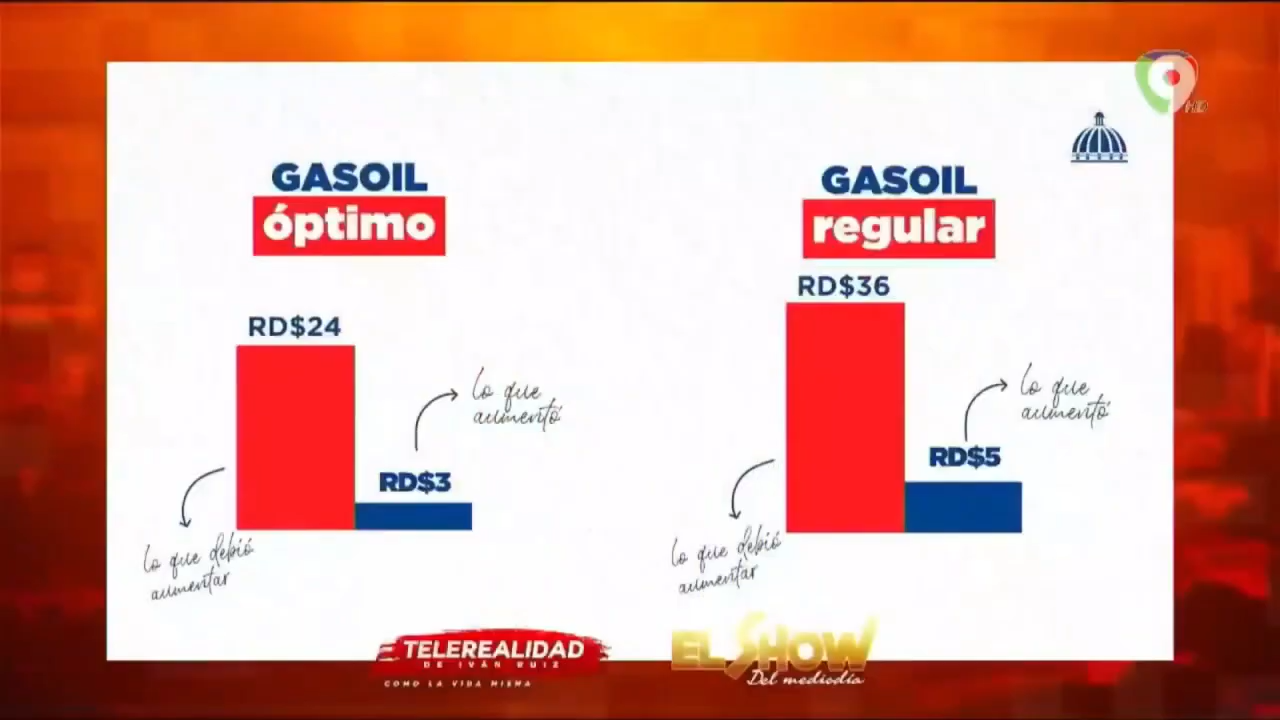 GASOIL
óptimo
RD$24
lo que
aumentó
RD$3
lo que debió
aumentar
GASOIL
regular
RD$36
lo que
aumentó
RD$5
lo que debió
aumentar
HD
TELEREALIDAD
DE IVÁN RUIZ
COMO LA VIDA MISMA
EL SHOW
Del mediodía